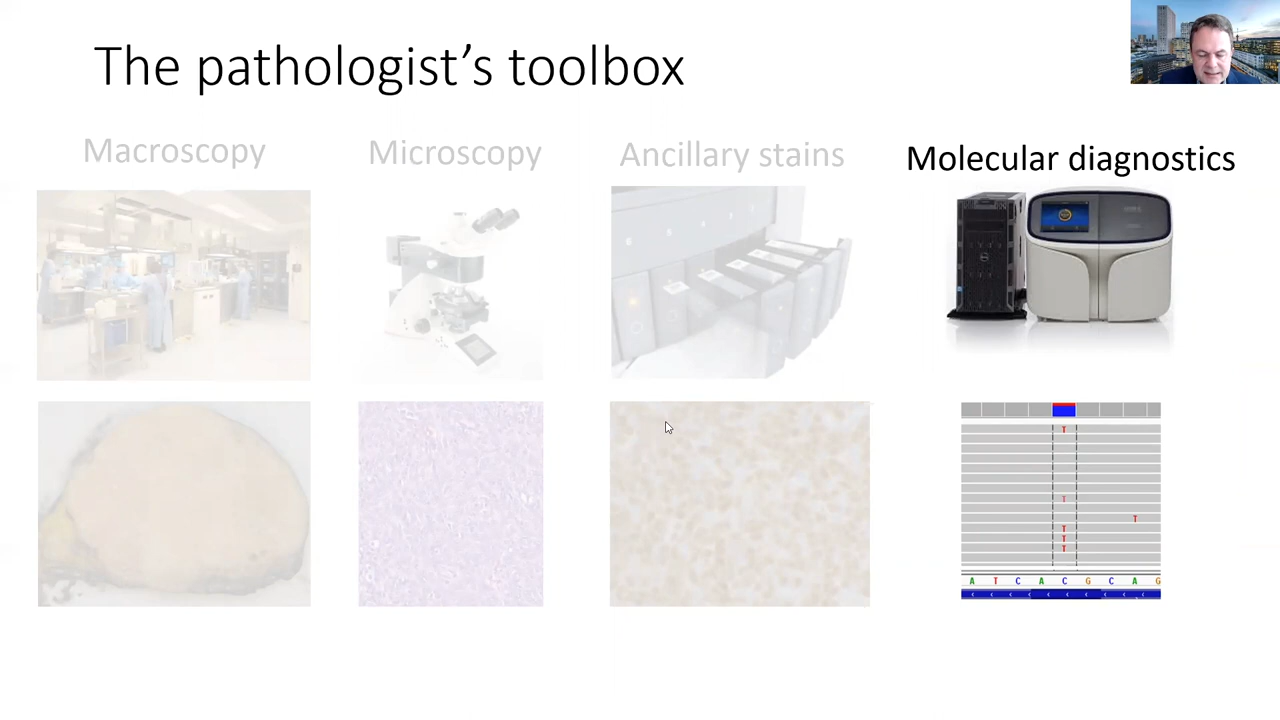 The pathologist's toolbox
Macroscopy
Microscopy
Ancillary stains
Molecular diagnostics
T
T
T
T
T
T
A T C A C G C A G